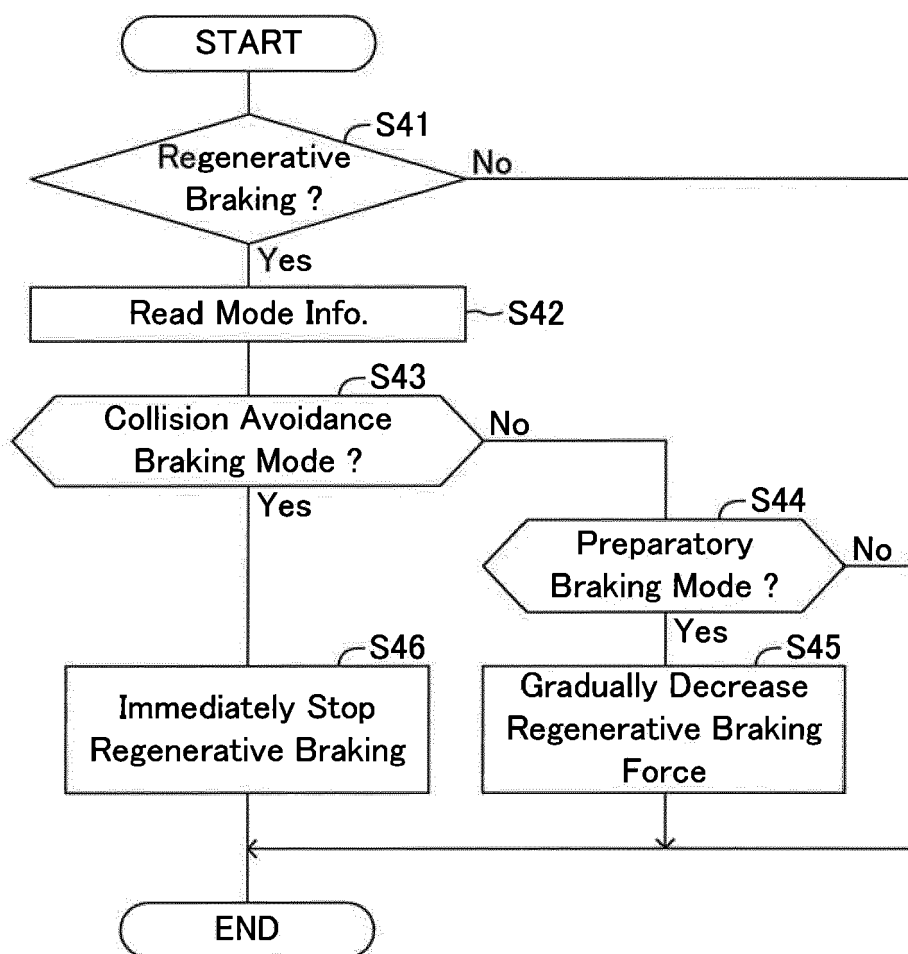 START
S41
Regenerative
Braking ?
No
Yes
Read Mode Info.
S42
S43
Collision Avoidance
Braking Mode ?
No
Yes
S44
Preparatory
Braking Mode ?
No
Yes
S46
Immediately Stop
Regenerative Braking
S45
Gradually Decrease
Regenerative Braking
Force
END